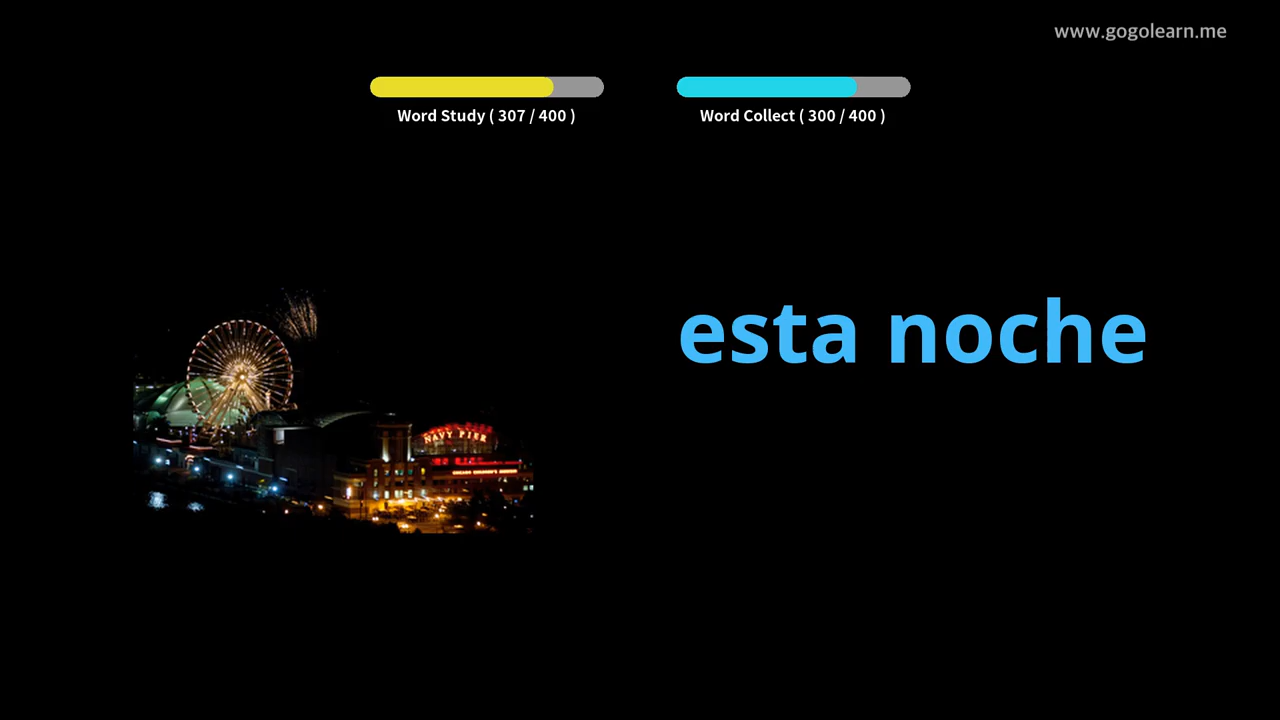 www.gogolearn.me
Word Study ( 307 / 400 )
Word Collect ( 300 / 400 )
esta noche
NAVY PIER